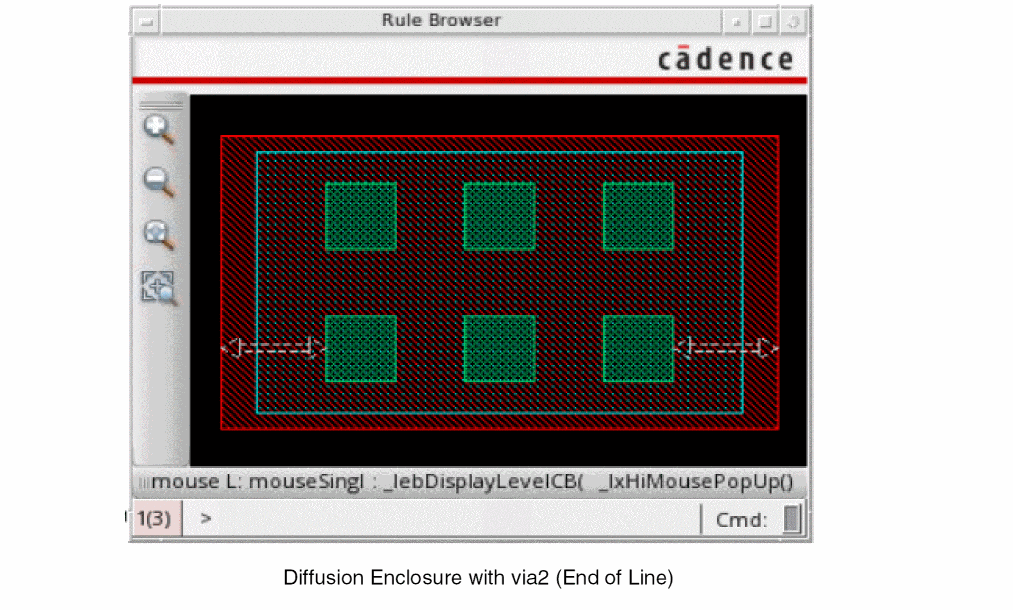 Rule Browser
cādence
mouse L: mouseSingl : _lebDisplayLevelCB( _lxHiMousePopUp()
1(3) > Cmd:
Diffusion Enclosure with via2 (End of Line)